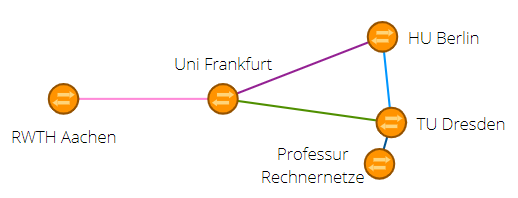 HU Berlin
Uni Frankfurt
RWTH Aachen
TU Dresden
Professur
Rechnernetze